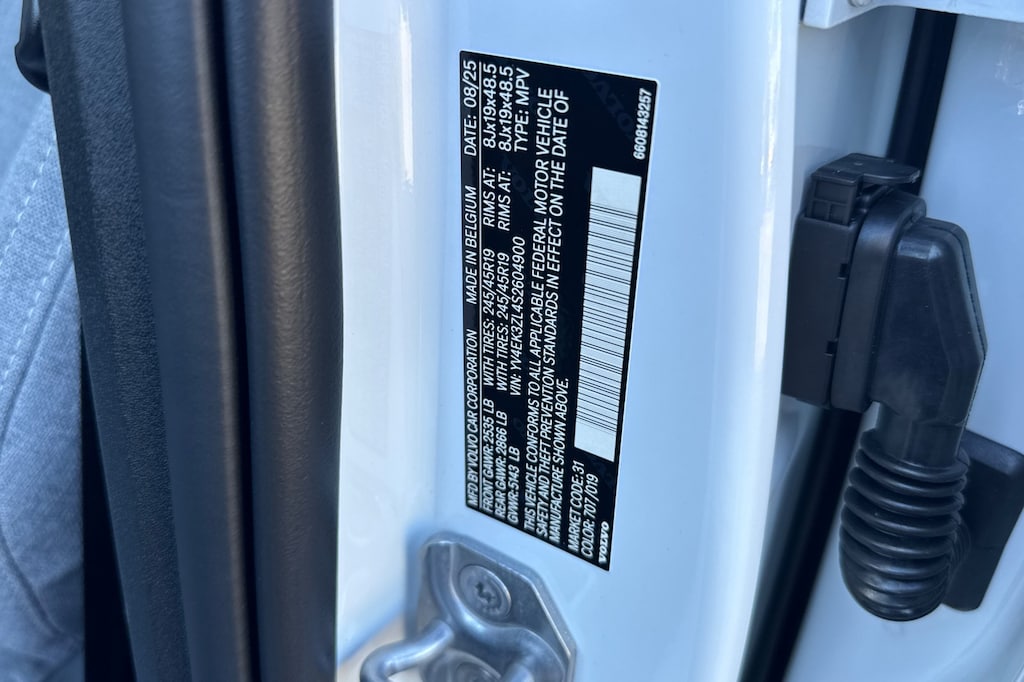 MFD BY VOLVO CAR CORPORATION MADE IN BELGIUM DATE: 08/25
FRONT GAWR: 2535 LB WITH TIRES: 245/45R19 RIMS AT: 8Jx19x48.5
REAR GAWR: 2866 LB WITH TIRES: 245/45R19 RIMS AT: 8Jx19x48.5
GVWR: 5143 LB VIN: YV4EK3ZL4S2604900 TYPE: MPV
THIS VEHICLE CONFORMS TO ALL APPLICABLE FEDERAL MOTOR VEHICLE
SAFETY AND THEFT PREVENTION STANDARDS IN EFFECT ON THE DATE OF
MANUFACTURE SHOWN ABOVE.
MARKET CODE: 31
COLOR: 707/019
VOLVO
6608143257